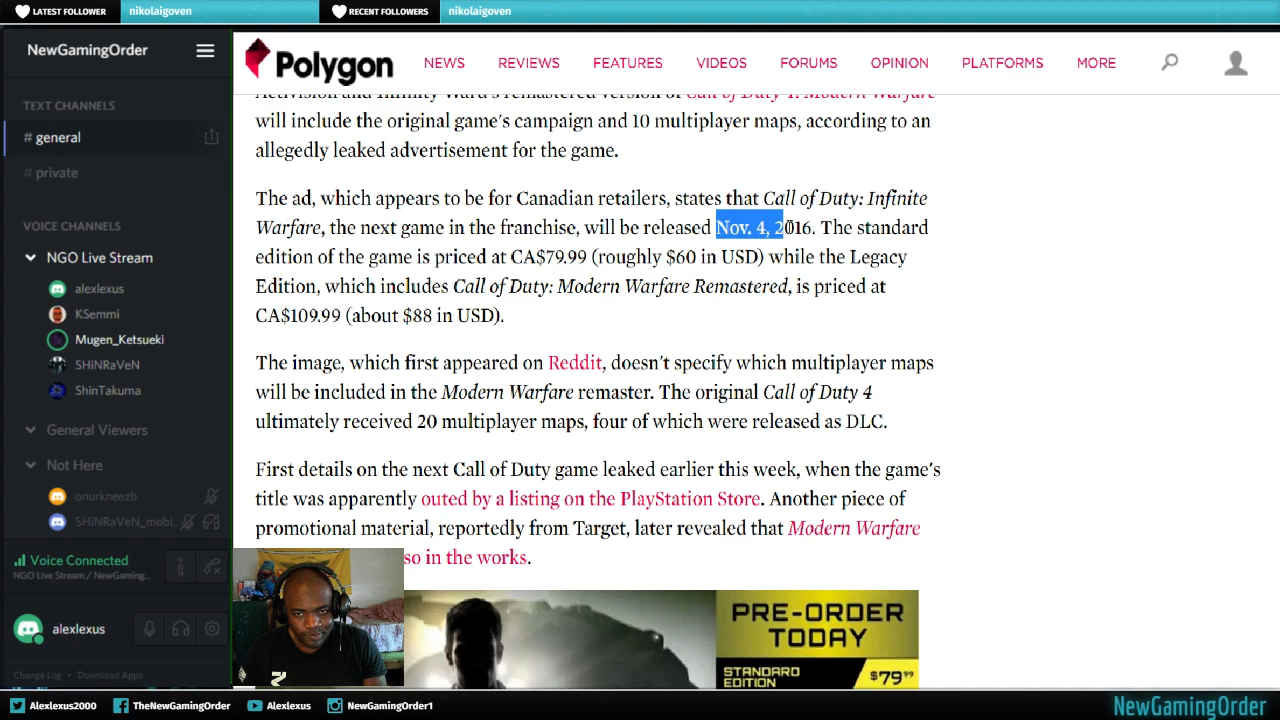 LATEST FOLLOWER
nikolaigoven
RECENT FOLLOWERS
nikolaigoven
NewGamingOrder
TEXT CHANNELS
# general
# private
VOICE CHANNELS
NGO Live Stream
alexlexus
KSemmi
Mugen_Ketsueki
SHiNRaVeN
ShinTakuma
General Viewers
Not Here
onurkneezb
SHiNRaVeN_mobi...
Voice Connected
NGO Live Stream / NewGaming...
alexlexus
Change Log • Download Apps
Polygon
NEWS
REVIEWS
FEATURES
VIDEOS
FORUMS
OPINION
PLATFORMS
MORE
Activision and Infinity Ward's remastered version of Call of Duty 4: Modern Warfare
will include the original game's campaign and 10 multiplayer maps, according to an
allegedly leaked advertisement for the game.
The ad, which appears to be for Canadian retailers, states that Call of Duty: Infinite
Warfare, the next game in the franchise, will be released Nov. 4, 2016. The standard
edition of the game is priced at CA$79.99 (roughly $60 in USD) while the Legacy
Edition, which includes Call of Duty: Modern Warfare Remastered, is priced at
CA$109.99 (about $88 in USD).
The image, which first appeared on Reddit, doesn't specify which multiplayer maps
will be included in the Modern Warfare remaster. The original Call of Duty 4
ultimately received 20 multiplayer maps, four of which were released as DLC.
First details on the next Call of Duty game leaked earlier this week, when the game's
title was apparently outed by a listing on the PlayStation Store. Another piece of
promotional material, reportedly from Target, later revealed that Modern Warfare
so in the works.
PRE-ORDER
TODAY
STANDARD
EDITION
$79⁹⁹
Alexlexus2000
TheNewGamingOrder
Alexlexus
NewGamingOrder1
NewGamingOrder